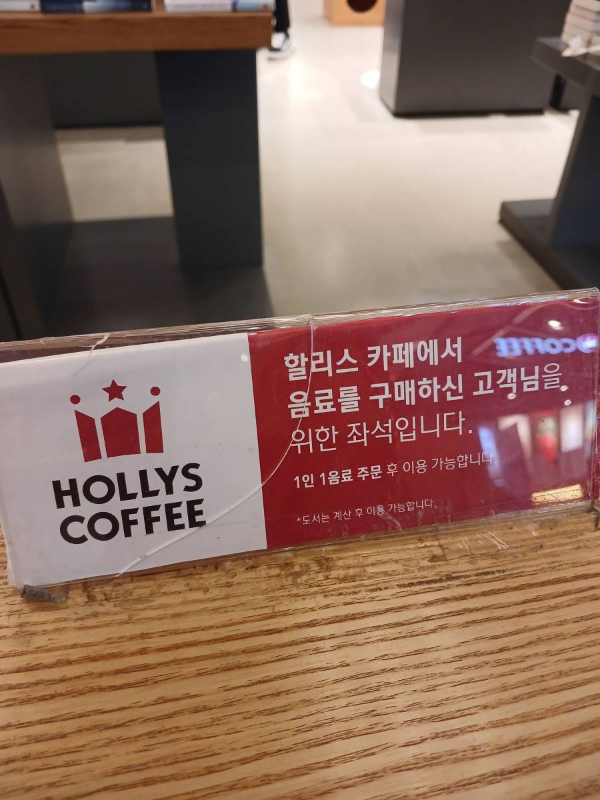 HOLLYS
COFFEE
할리스 카페에서
음료를 구매하신 고객님을
위한 좌석입니다.
1인 1음료 주문 후 이용 가능합니다.
*도서는 계산 후 이용 가능합니다.
COFFEE